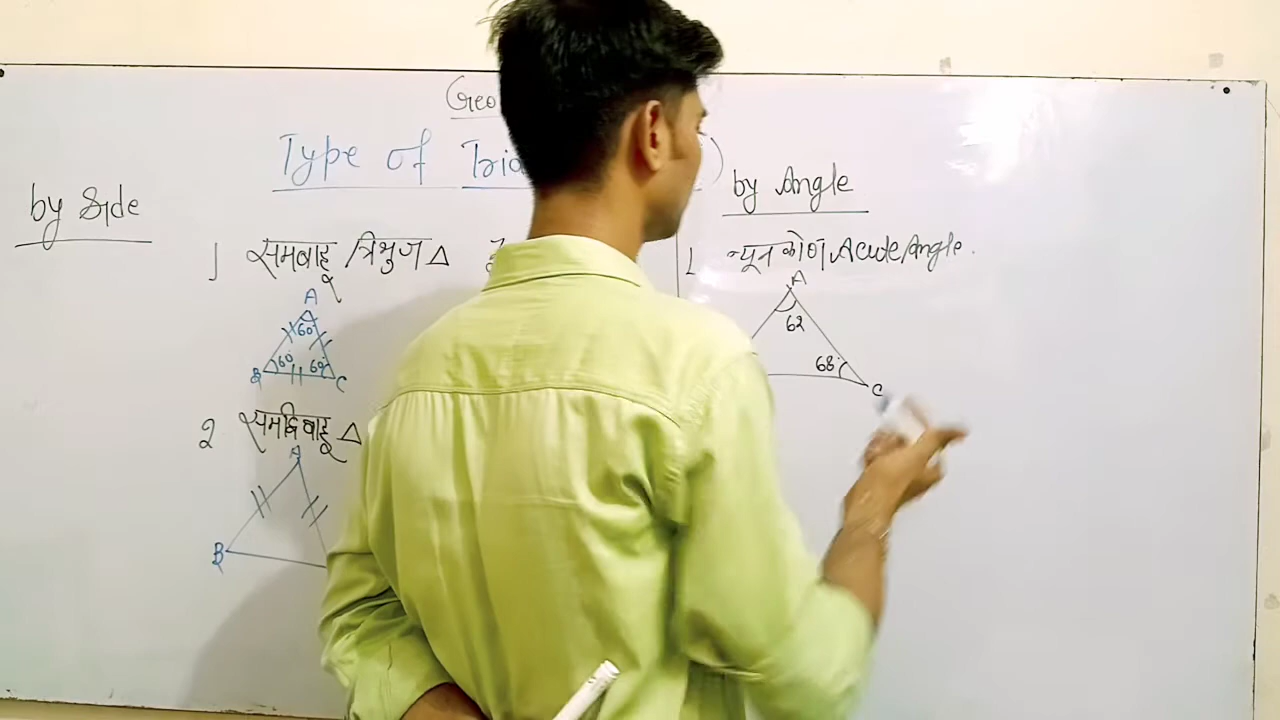 Geo
Type of Tria
by Side
by Angle
1 समबाहू त्रिभुज △
A
60
60 60
B C
2 समद्विबाहू △
A
B
1 न्यून कोण Acute Angle.
A
62
68
C